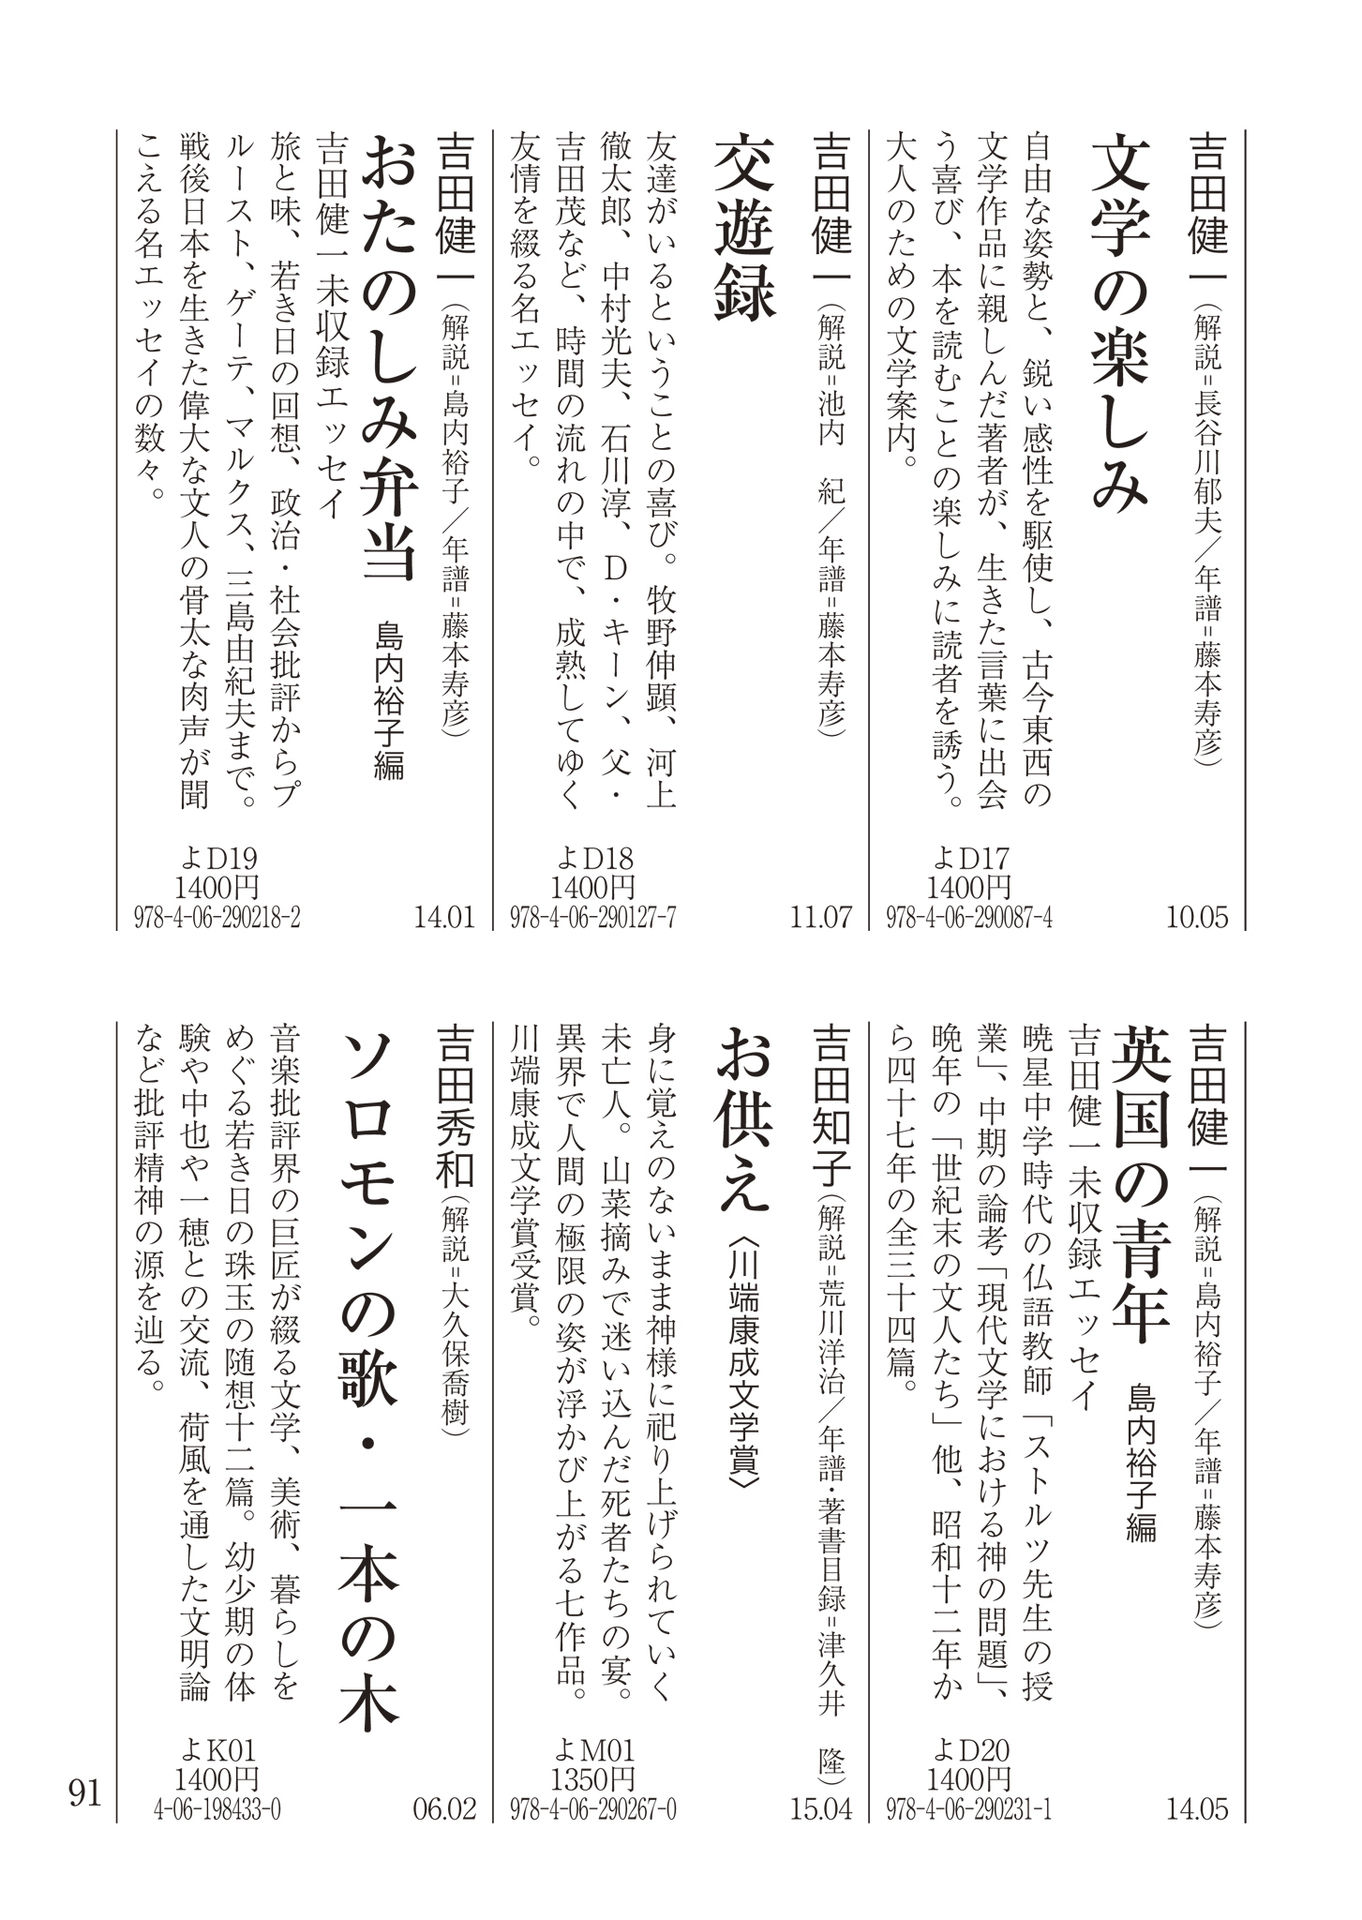 吉田健一（解説=長谷川郁夫／年譜=藤本寿彦）
文学の楽しみ
自由な姿勢と、鋭い感性を駆使し、古今東西の
文学作品に親しんだ著者が、生きた言葉に出会
う喜び、本を読むことの楽しみに読者を誘う。
大人のための文学案内。
よD17
1400円
978-4-06-290087-4
10.05
吉田健一（解説=池内　紀／年譜=藤本寿彦）
交遊録
友達がいるということの喜び。牧野伸顕、河上
徹太郎、中村光夫、石川淳、D・キーン、父・
吉田茂など、時間の流れの中で、成熟してゆく
友情を綴る名エッセイ。
よD18
1400円
978-4-06-290127-7
11.07
吉田健一（解説=島内裕子／年譜=藤本寿彦）
おたのしみ弁当　島内裕子編
吉田健一未収録エッセイ
旅と味、若き日の回想、政治・社会批評からプ
ルースト、ゲーテ、マルクス、三島由紀夫まで。
戦後日本を生きた偉大な文人の骨太な肉声が聞
こえる名エッセイの数々。
よD19
1400円
978-4-06-290218-2
14.01
吉田健一（解説=島内裕子／年譜=藤本寿彦）
英国の青年　島内裕子編
吉田健一未収録エッセイ
暁星中学時代の仏語教師「ストルツ先生の授
業」、中期の論考「現代文学における神の問題」、
晩年の「世紀末の文人たち」他、昭和十二年か
ら四十七年の全三十四篇。
よD20
1400円
978-4-06-290231-1
14.05
吉田知子（解説=荒川洋治／年譜・著書目録=津久井　隆）
お供え〈川端康成文学賞〉
身に覚えのないまま神様に祀り上げられていく
未亡人。山菜摘みで迷い込んだ死者たちの宴。
異界で人間の極限の姿が浮かび上がる七作品。
川端康成文学賞受賞。
よM01
1350円
978-4-06-290267-0
15.04
吉田秀和（解説=大久保喬樹）
ソロモンの歌・一本の木
音楽批評界の巨匠が綴る文学、美術、暮らしを
めぐる若き日の珠玉の随想十二篇。幼少期の体
験や中也や一穂との交流、荷風を通した文明論
など批評精神の源を辿る。
よK01
1400円
4-06-198433-0
06.02
91